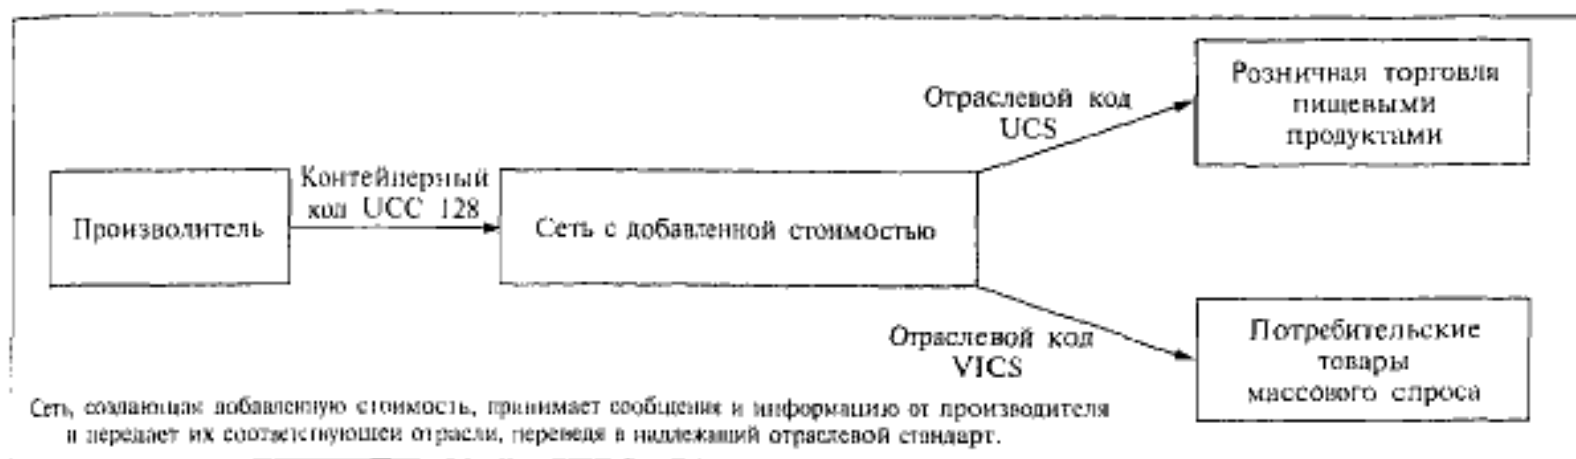 Розничная торговля
пищевыми
продуктами
Отраслевой код
UCS
Контейнерный
код UCC 128
Производитель
Сеть с добавленной стоимостью
Отраслевой код
VICS
Потребительские
товары
массового спроса
Сеть, создающая добавленную стоимость, принимает сообщения и информацию от производителя
и передает их соответствующей отрасли, переведя в надлежащий отраслевой стандарт.